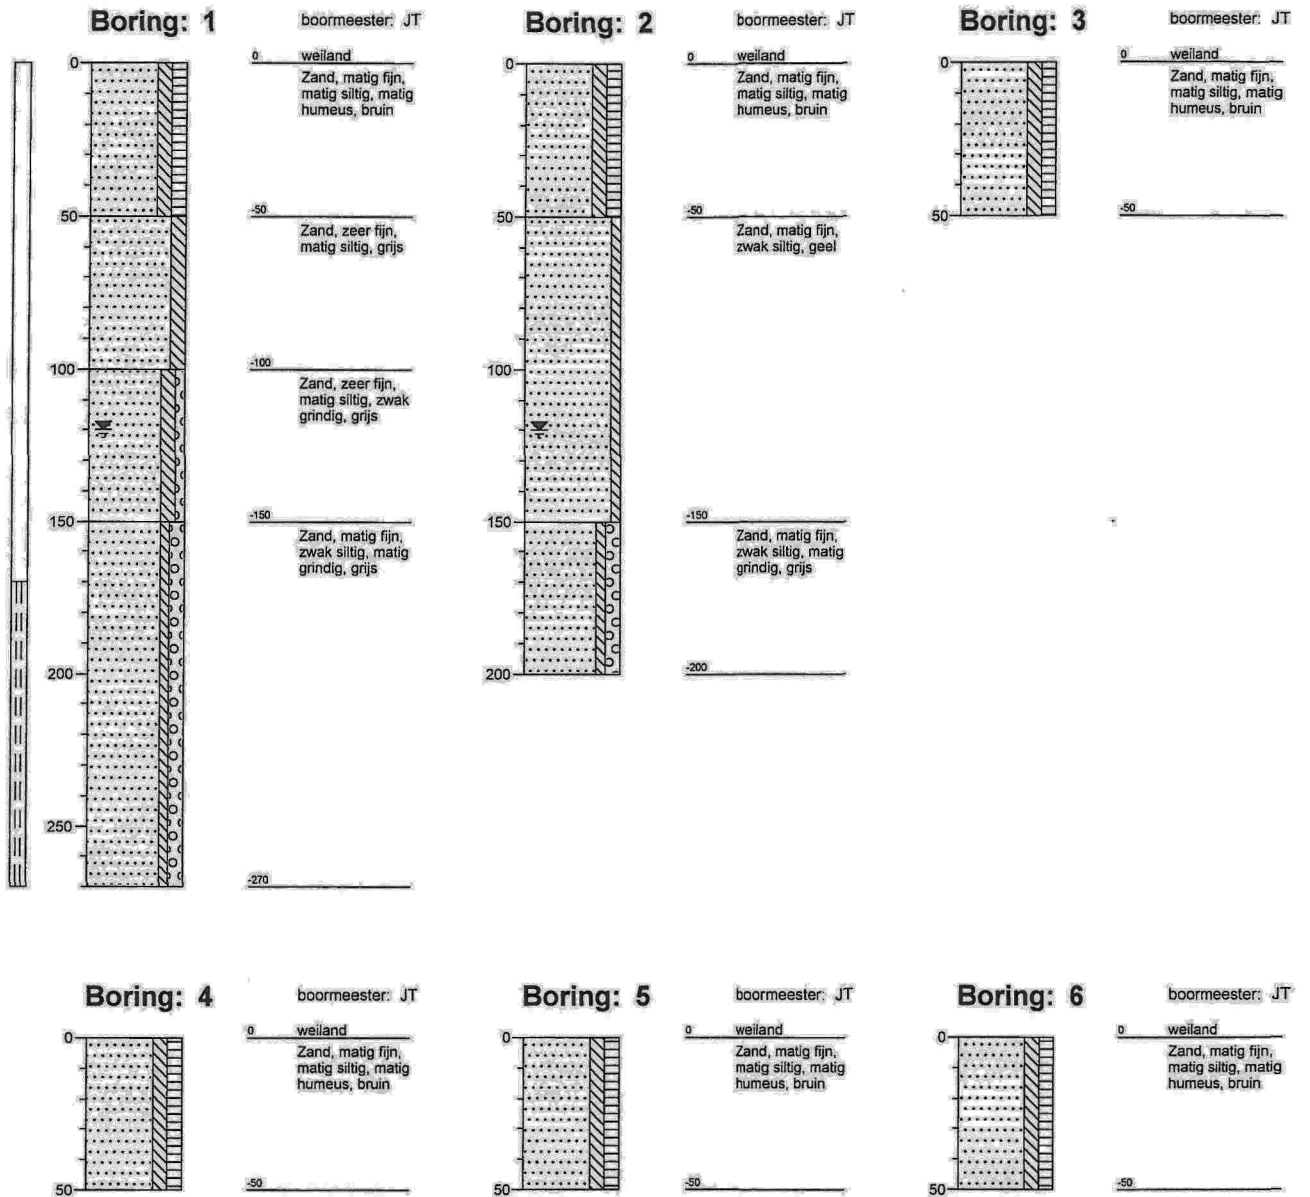 Boring: 1
boormeester: JT
0
50
100
150
200
250
0 weiland
Zand, matig fijn,
matig siltig, matig
humeus, bruin
-50
Zand, zeer fijn,
matig siltig, grijs
-100
Zand, zeer fijn,
matig siltig, zwak
grindig, grijs
-150
Zand, matig fijn,
zwak siltig, matig
grindig, grijs
-270
Boring: 2
boormeester: JT
0
50
100
150
200
0 weiland
Zand, matig fijn,
matig siltig, matig
humeus, bruin
-50
Zand, matig fijn,
zwak siltig, geel
-150
Zand, matig fijn,
zwak siltig, matig
grindig, grijs
-200
Boring: 3
boormeester: JT
0
50
0 weiland
Zand, matig fijn,
matig siltig, matig
humeus, bruin
-50
Boring: 4
boormeester: JT
0
50
0 weiland
Zand, matig fijn,
matig siltig, matig
humeus, bruin
-50
Boring: 5
boormeester: JT
0
50
0 weiland
Zand, matig fijn,
matig siltig, matig
humeus, bruin
-50
Boring: 6
boormeester: JT
0
50
0 weiland
Zand, matig fijn,
matig siltig, matig
humeus, bruin
-50